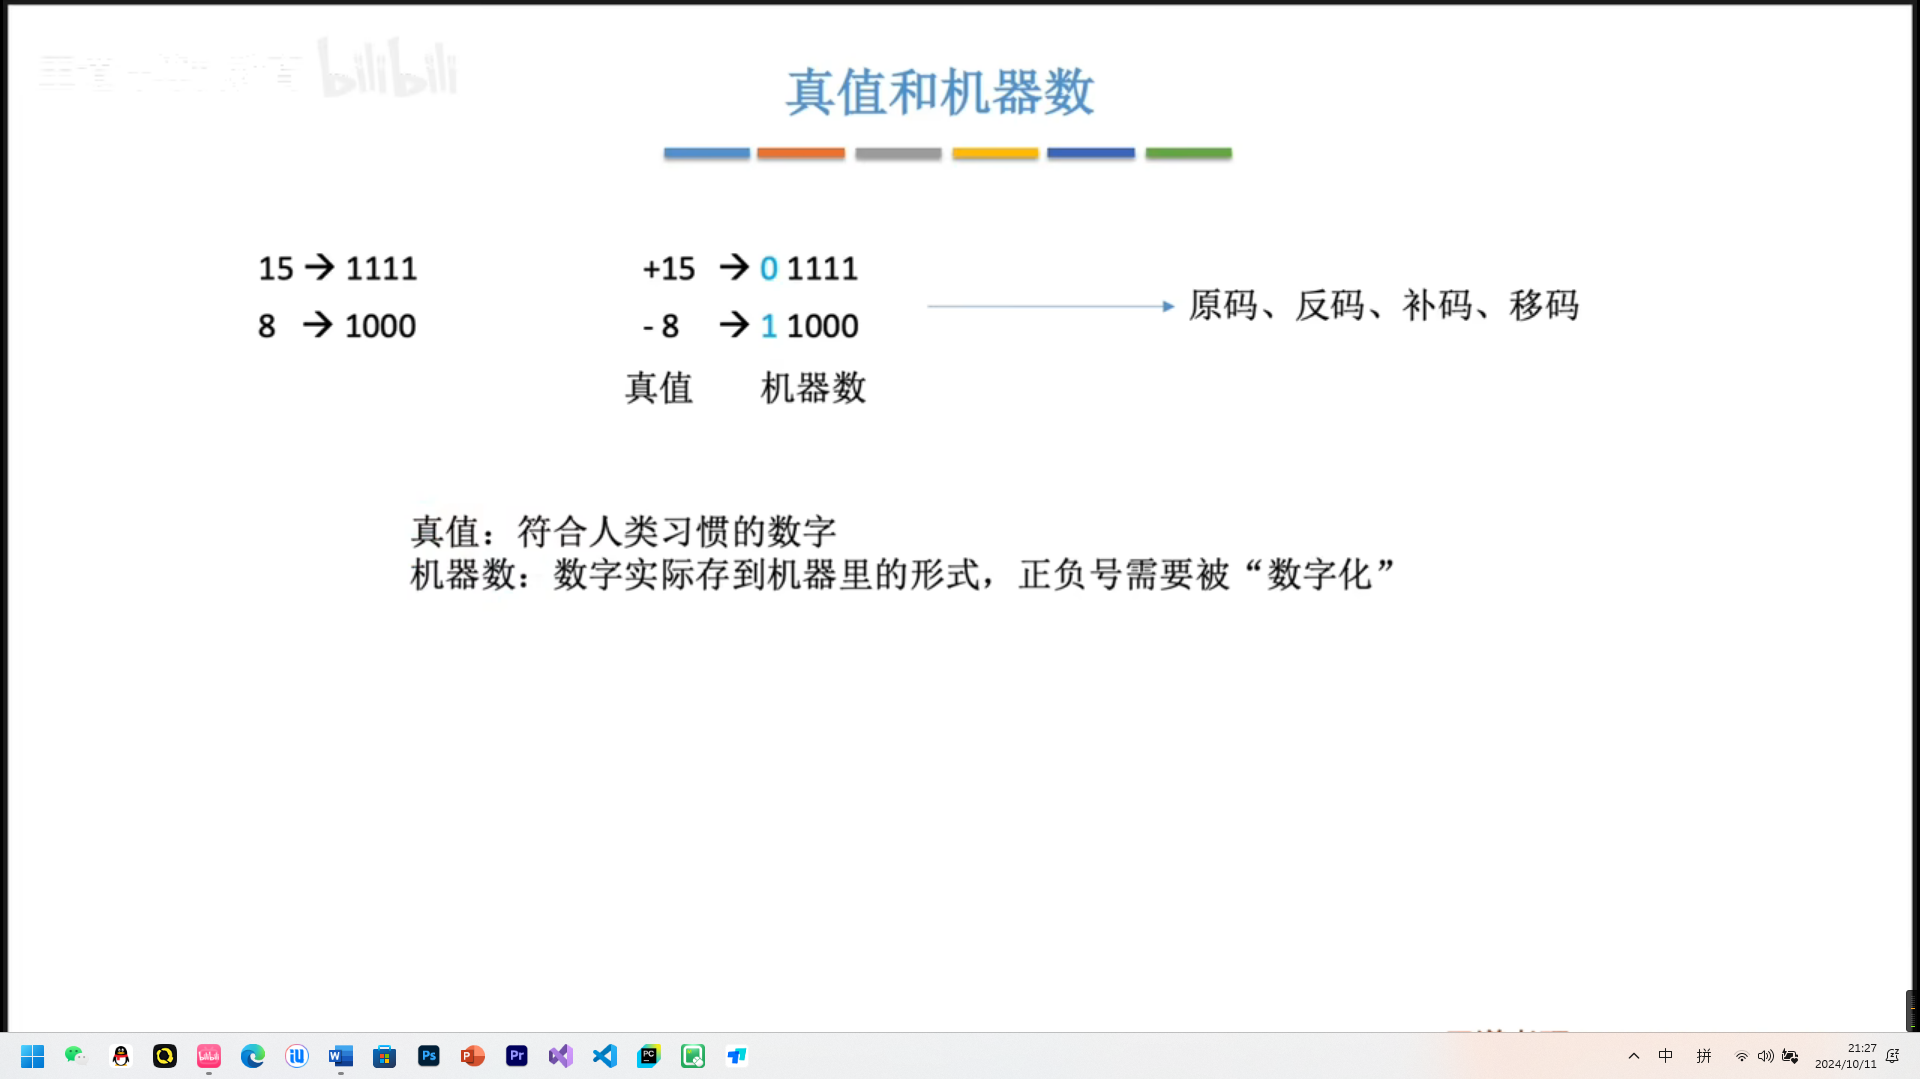 bilibili
真值和机器数
15 → 1111
8 → 1000
+15 → 0 1111
- 8 → 1 1000
真值 机器数
原码、反码、补码、移码
真值：符合人类习惯的数字
机器数：数字实际存到机器里的形式，正负号需要被“数字化”
中
拼
21:27
2024/10/11